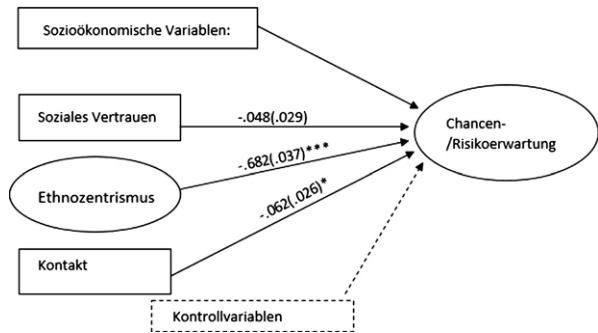 Sozioökonomische Variablen:
Soziales Vertrauen
-.048(.029)
Chancen-
/Risikoerwartung
-.682(.037)***
Ethnozentrismus
-.062(.026)*
Kontakt
Kontrollvariablen